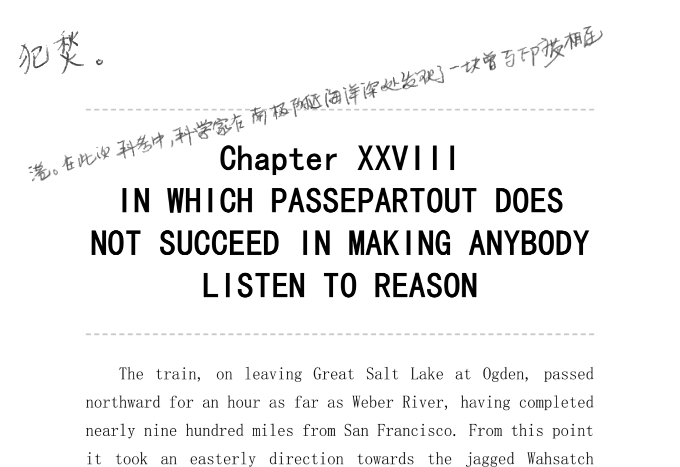 犯愁。
滞。在此次科考中,科学家在南极附近海洋深处发现了一块曾与印度相连
Chapter XXVIII
IN WHICH PASSEPARTOUT DOES
NOT SUCCEED IN MAKING ANYBODY
LISTEN TO REASON
The train, on leaving Great Salt Lake at Ogden, passed
northward for an hour as far as Weber River, having completed
nearly nine hundred miles from San Francisco. From this point
it took an easterly direction towards the jagged Wahsatch